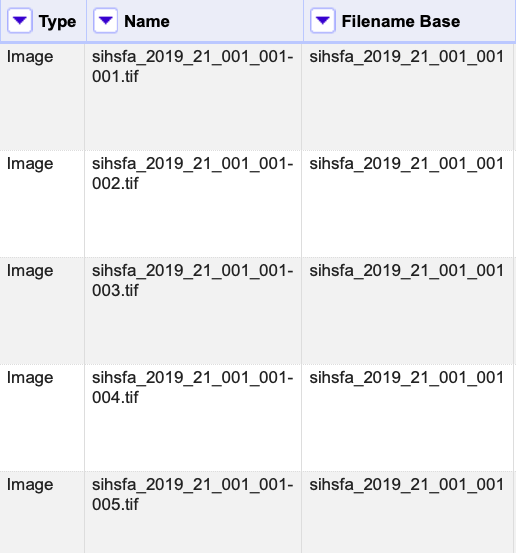 Type Name Filename Base
Image sihsfa_2019_21_001_001- sihsfa_2019_21_001_001
001.tif
Image sihsfa_2019_21_001_001- sihsfa_2019_21_001_001
002.tif
Image sihsfa_2019_21_001_001- sihsfa_2019_21_001_001
003.tif
Image sihsfa_2019_21_001_001- sihsfa_2019_21_001_001
004.tif
Image sihsfa_2019_21_001_001- sihsfa_2019_21_001_001
005.tif